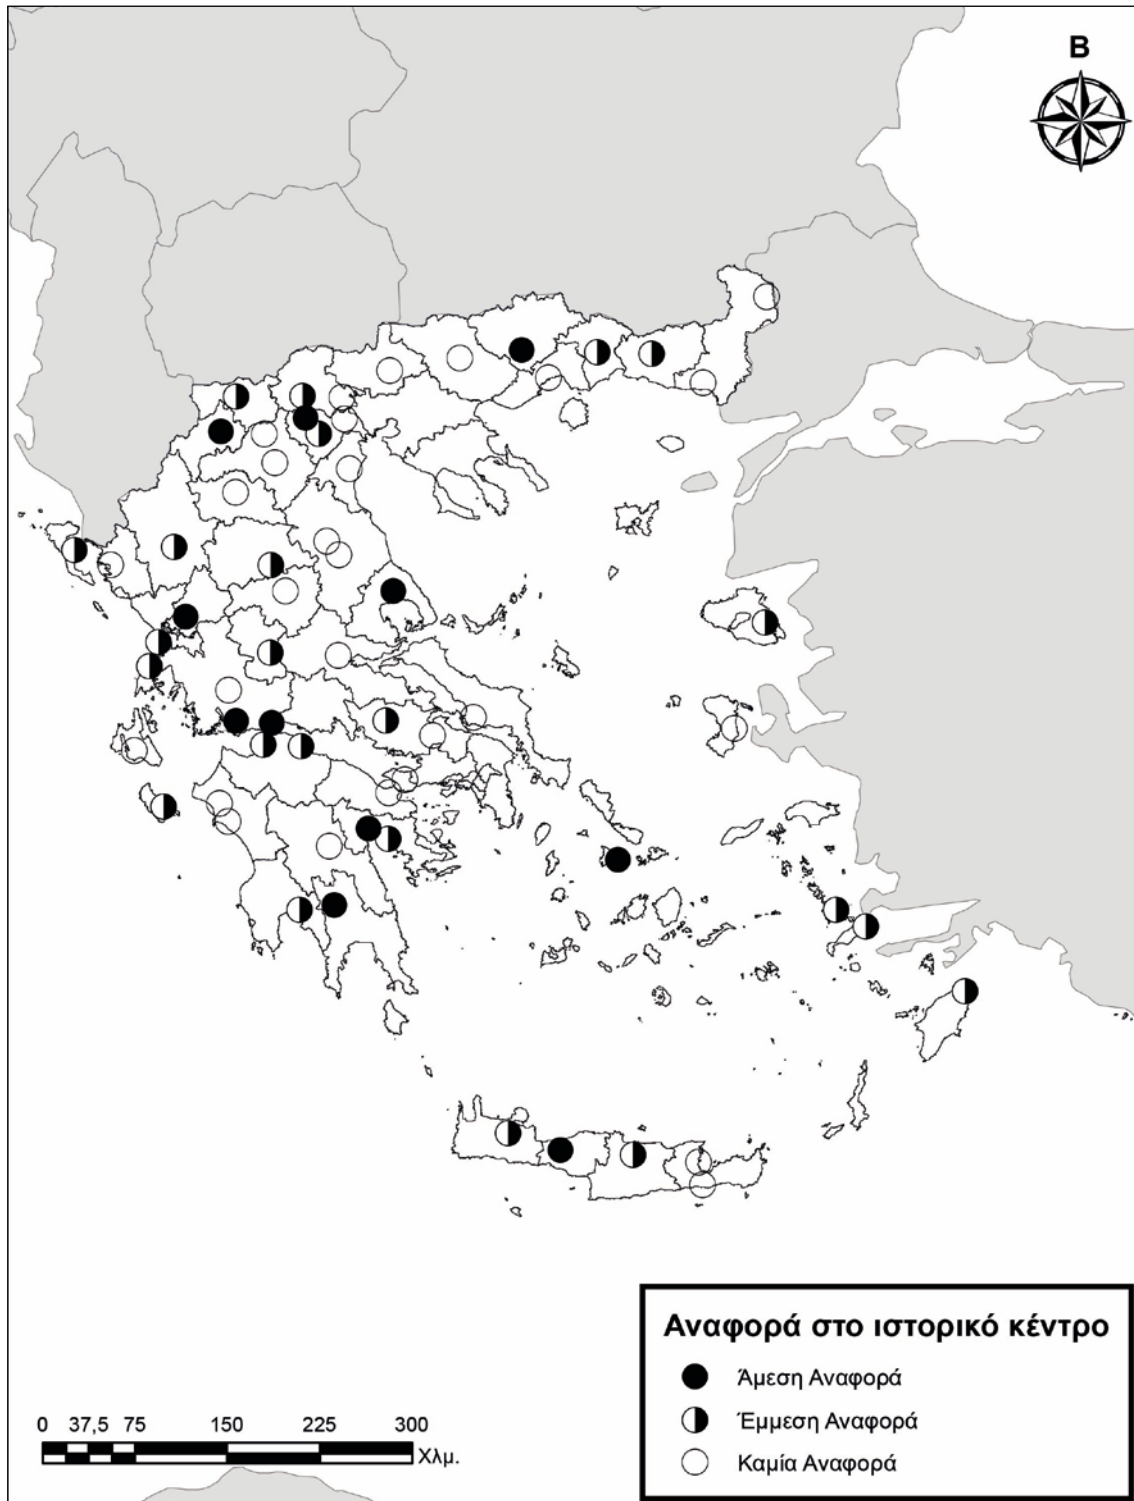 Β
Αναφορά στο ιστορικό κέντρο
Άμεση Αναφορά
Έμμεση Αναφορά
Καμία Αναφορά
0 37,5 75 150 225 300
Χλμ.